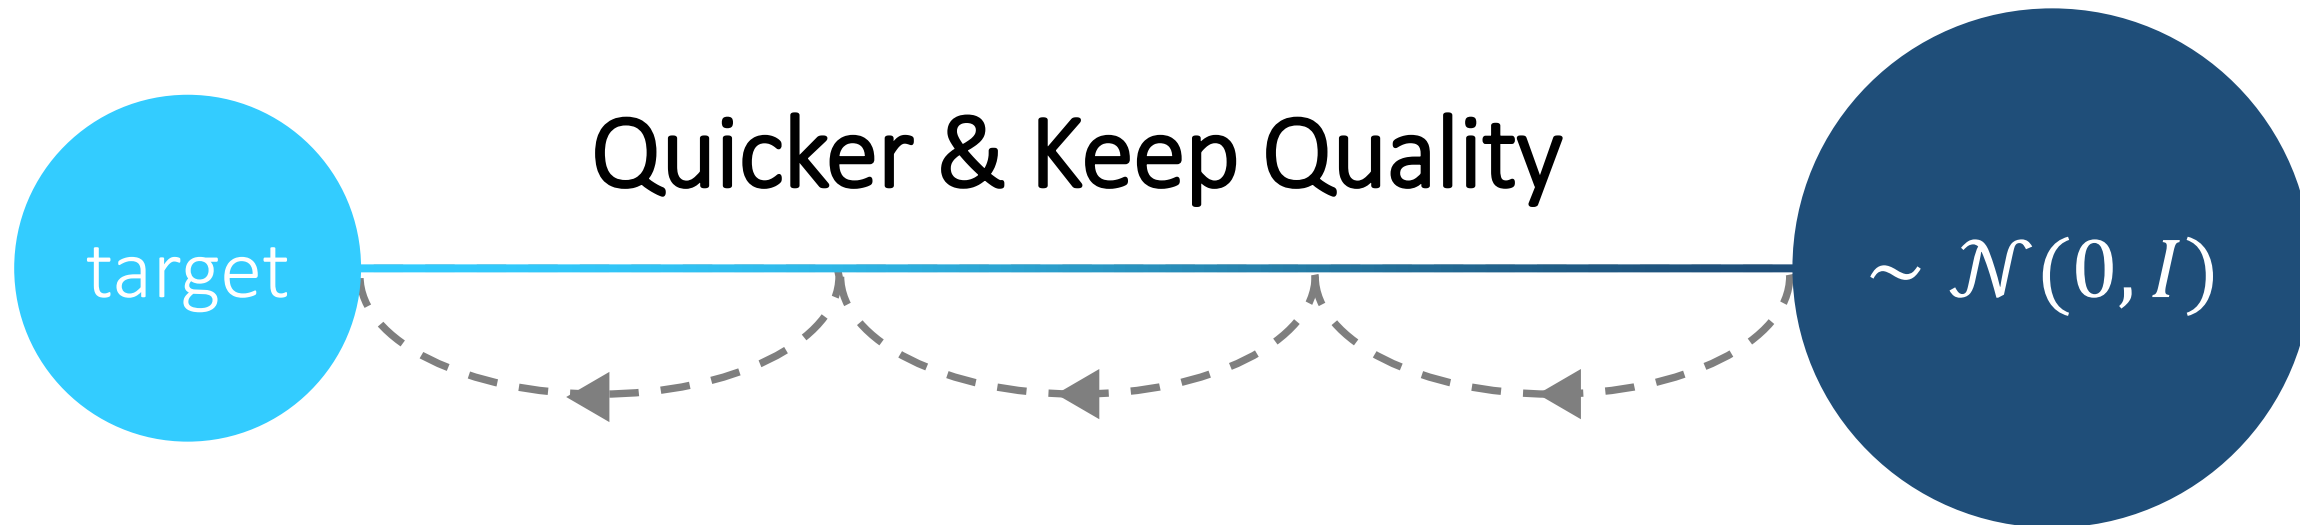 Quicker & Keep Quality
target
~ 𝒩(0, I)